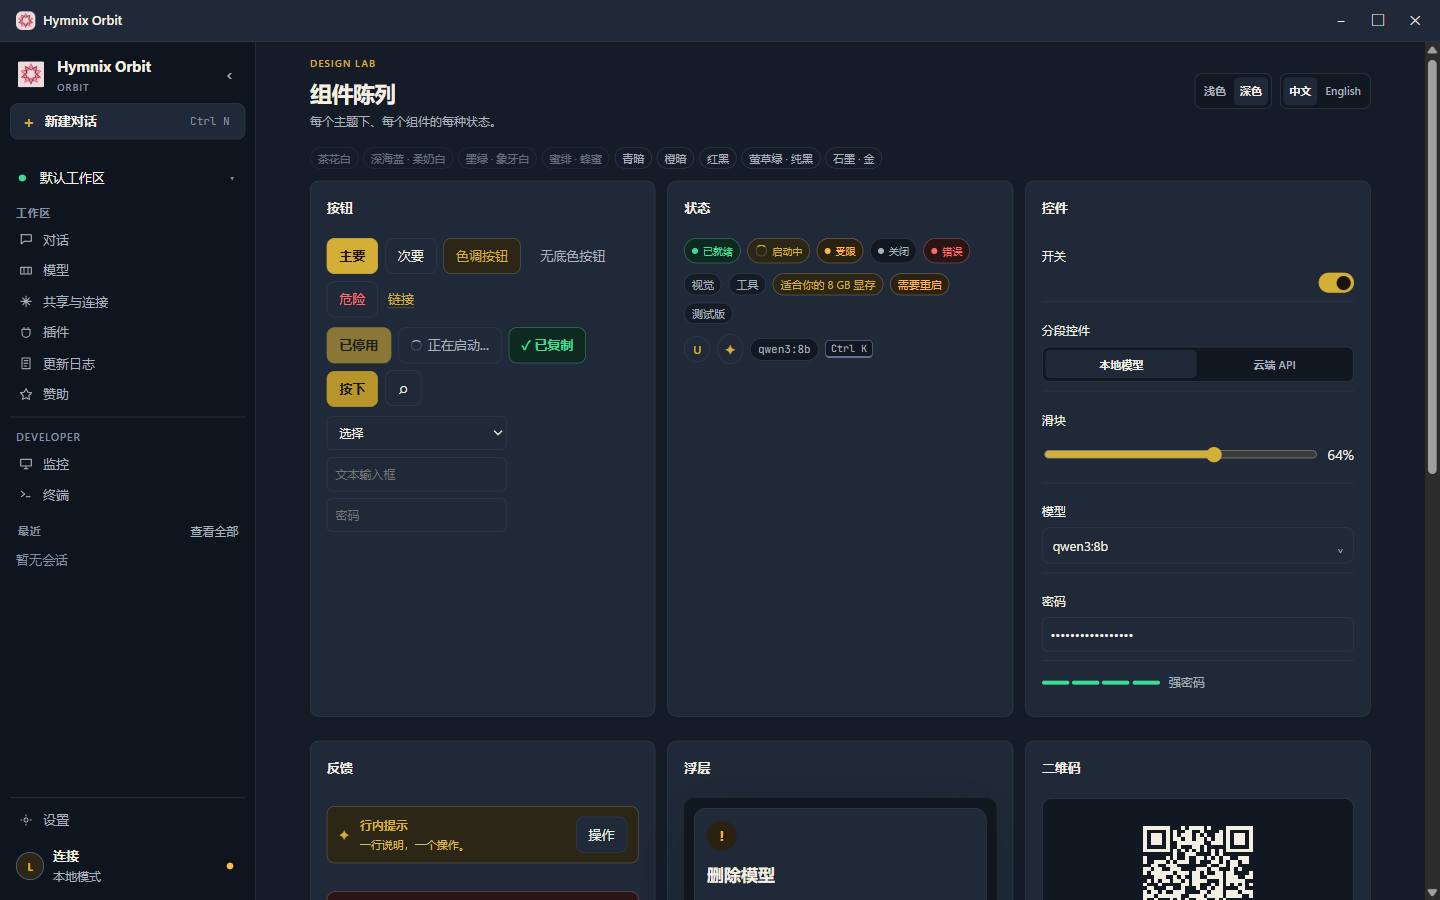 Hymnix Orbit
Hymnix Orbit
ORBIT
+ 新建对话 Ctrl N
默认工作区
工作区
对话
模型
共享与连接
插件
更新日志
赞助
DEVELOPER
监控
终端
最近 查看全部
暂无会话
设置
L
连接
本地模式
DESIGN LAB
组件陈列
每个主题下、每个组件的每种状态。
浅色 深色 中文 English
茶花白 深海蓝 · 柔奶白 墨绿 · 象牙白 蜜绯 · 蜂蜜 青暗 橙暗 红黑 萤草绿 · 纯黑 石墨 · 金
按钮
主要 次要 色调按钮 无底色按钮
危险 链接
已停用 正在启动... ✓ 已复制
按下
选择
文本输入框
密码
状态
已就绪 启动中 受限 关闭 错误
视觉 工具 适合你的 8 GB 显存 需要重启
测试版
U qwen3:8b Ctrl K
控件
开关
分段控件
本地模型 云端 API
滑块
64%
模型
qwen3:8b
密码
•••••••••••••••••
强密码
反馈
行内提示
一行说明，一个操作。
操作
浮层
!
删除模型
二维码